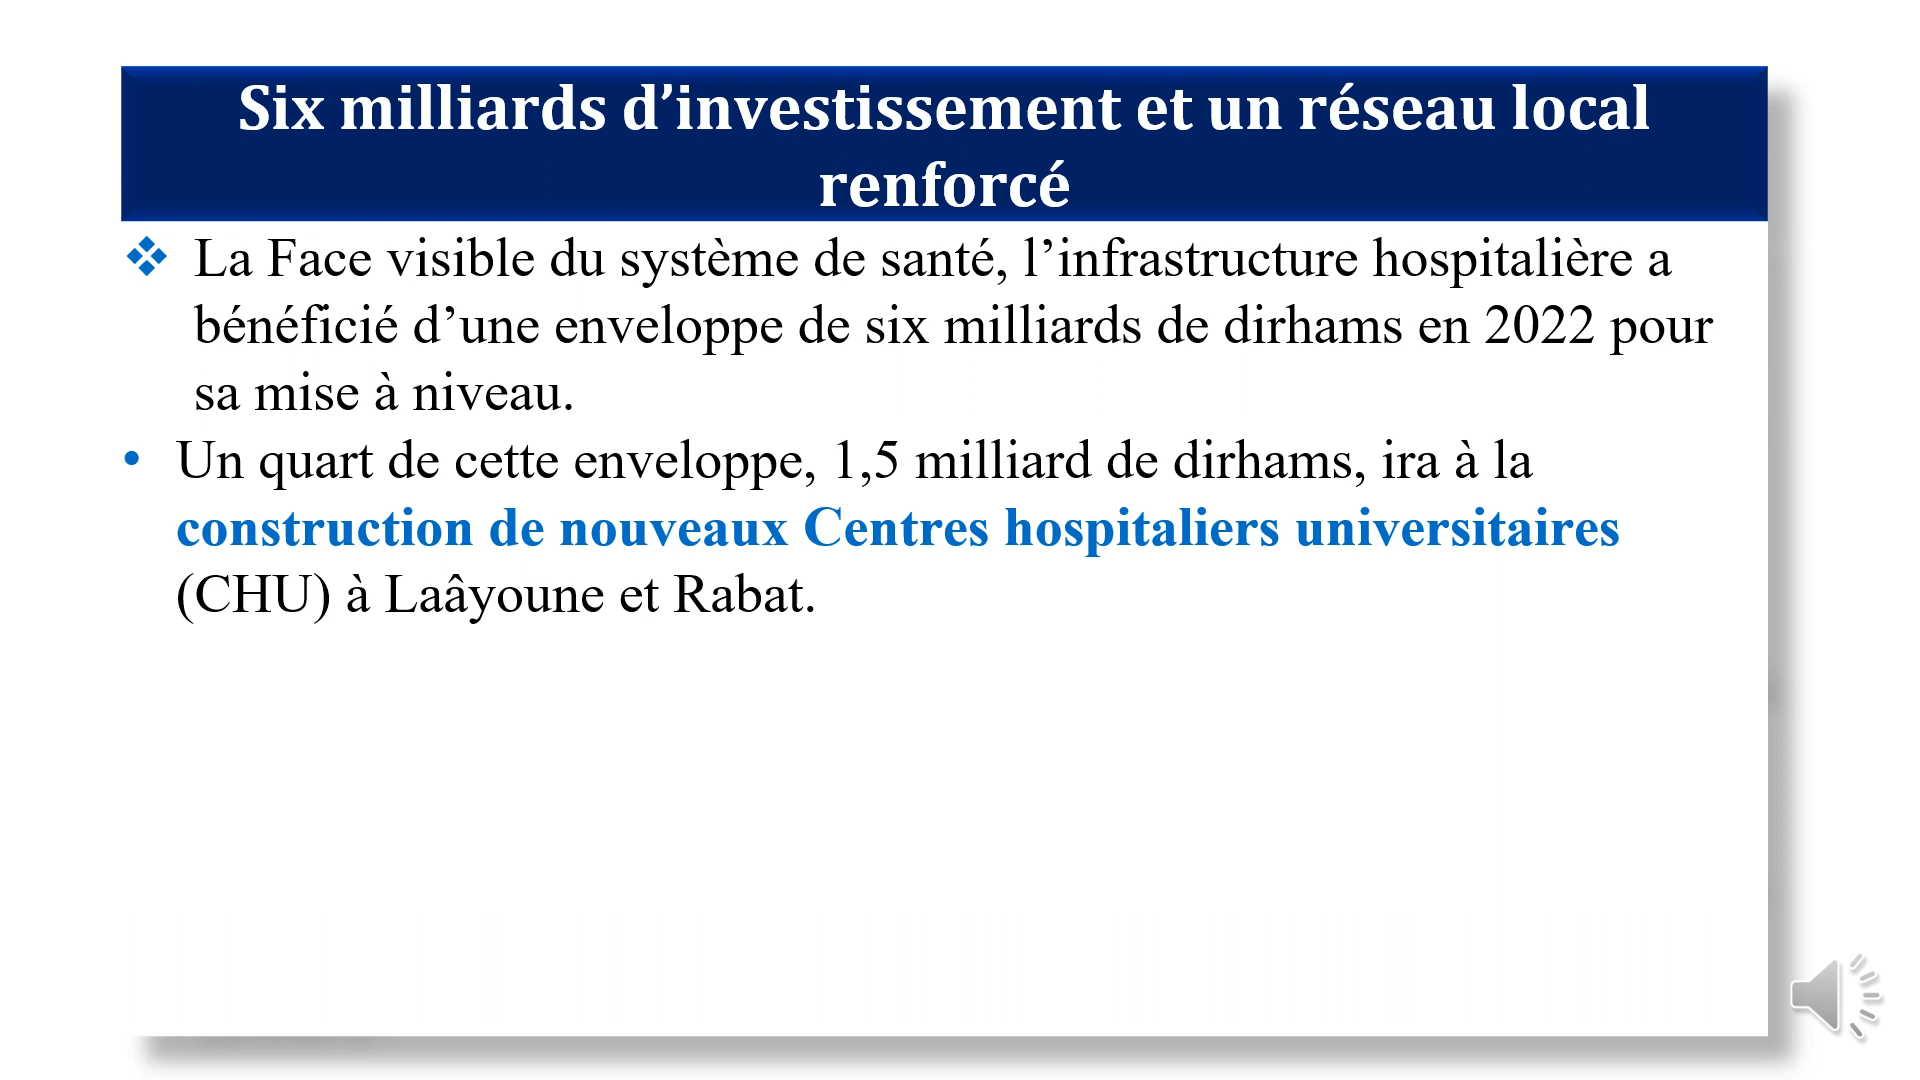 Six milliards d’investissement et un réseau local
renforcé
❖ La Face visible du système de santé, l’infrastructure hospitalière a
bénéficié d’une enveloppe de six milliards de dirhams en 2022 pour
sa mise à niveau.
• Un quart de cette enveloppe, 1,5 milliard de dirhams, ira à la
construction de nouveaux Centres hospitaliers universitaires
(CHU) à Laâyoune et Rabat.